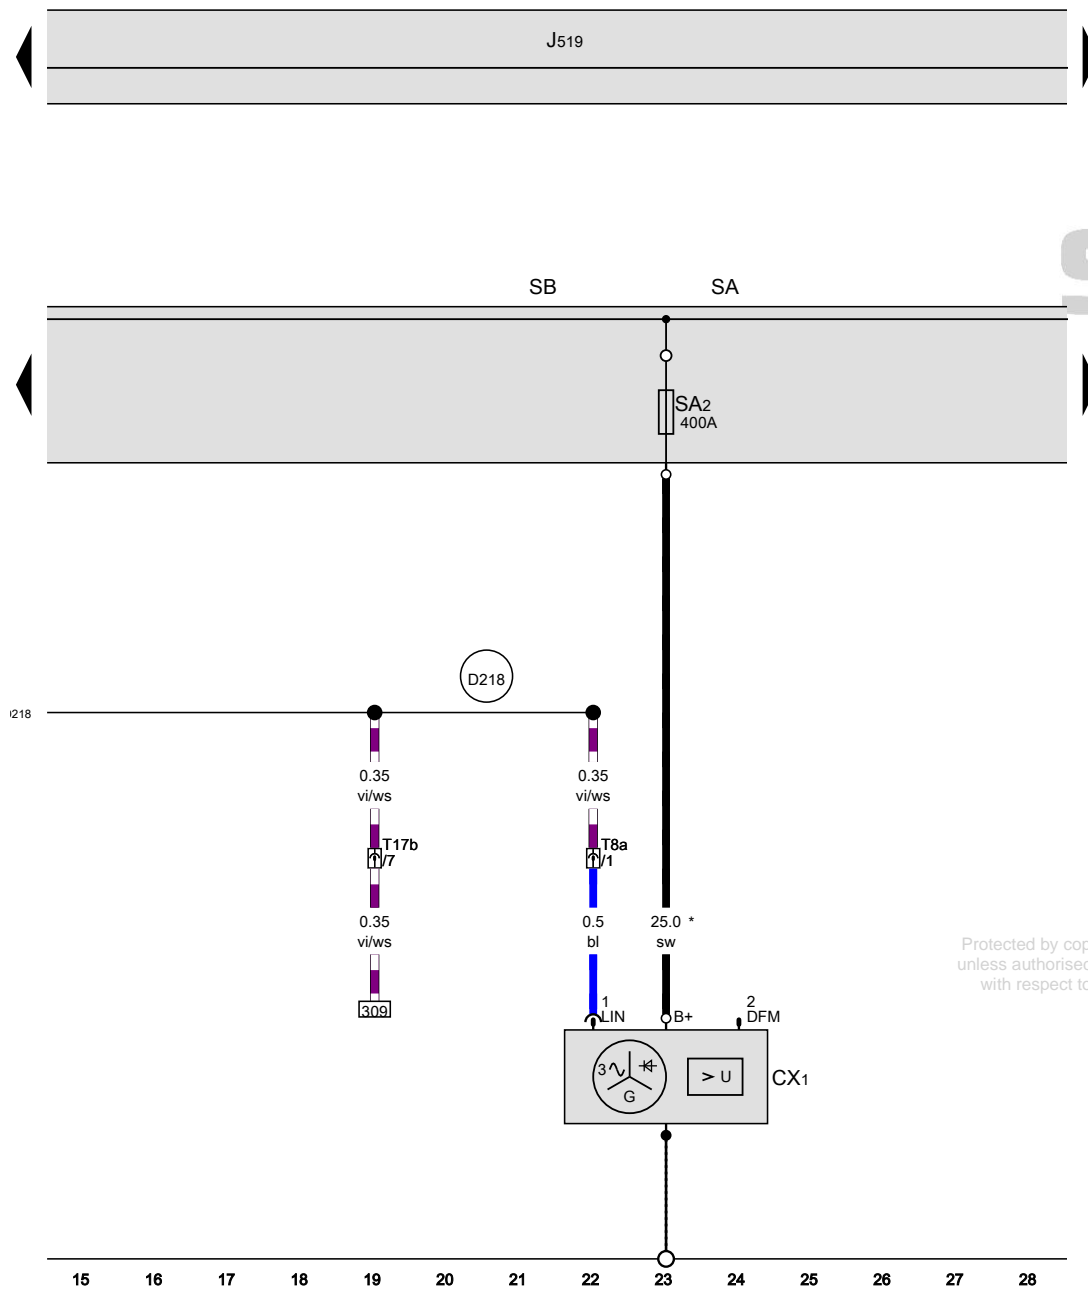 J519
SB
SA
SA2
400A
D218
218
0.35
vi/ws
0.35
vi/ws
T17b
/7
T8a
/1
0.35
vi/ws
0.5
bl
25.0 *
sw
Protected by
unless authorised
with respect to
309
1
LIN
B+
2
DFM
3
G
> U
CX1
15 16 17 18 19 20 21 22 23 24 25 26 27 28